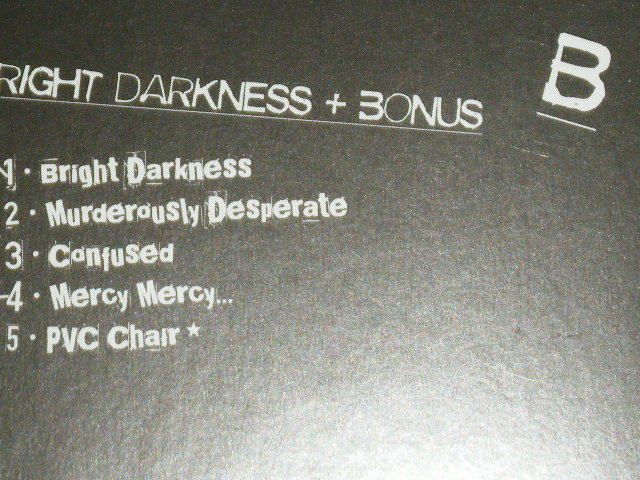 RIGHT DARKNESS + BONUS
B
1 · Bright Darkness
2 · Murderously Desperate
3 · Confused
4 · Mercy Mercy...
5 · PVC Chair *